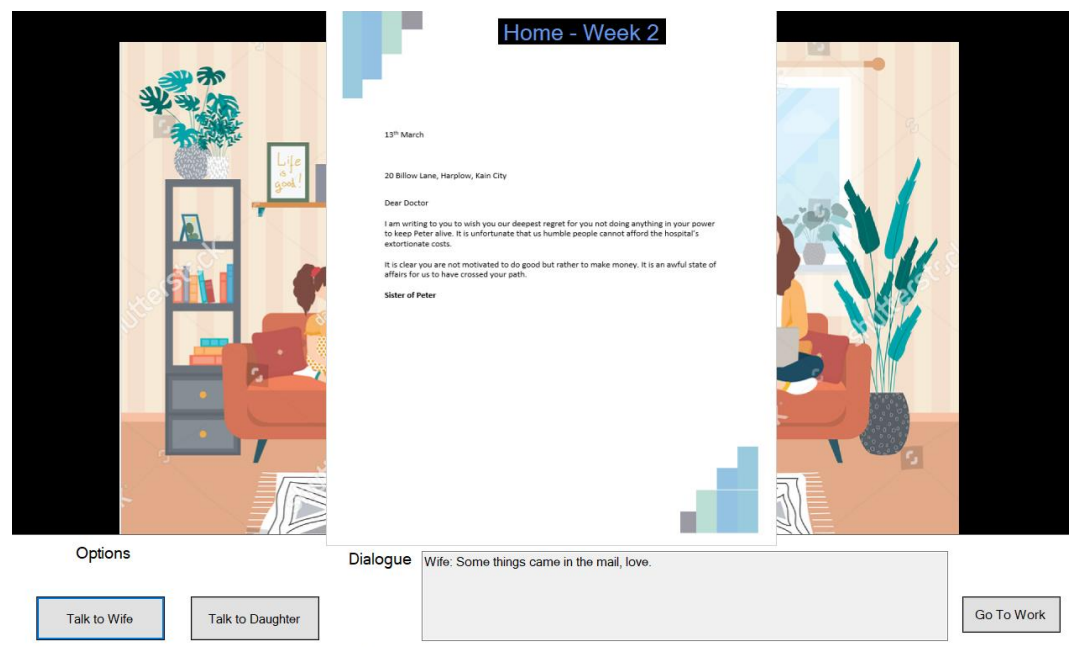 Home - Week 2
Life
is
good!
13th March
20 Billow Lane, Harplow, Kain City
Dear Doctor
I am writing to you to wish you our deepest regret for you not doing anything in your power
to keep Peter alive. It is unfortunate that us humble people cannot afford the hospital's
extortionate costs.
It is clear you are not motivated to do good but rather to make money. It is an awful state of
affairs for us to have crossed your path.
Sister of Peter
shutterstock
shutterstock
Options
Dialogue
Wife: Some things came in the mail, love.
Talk to Wife
Talk to Daughter
Go To Work